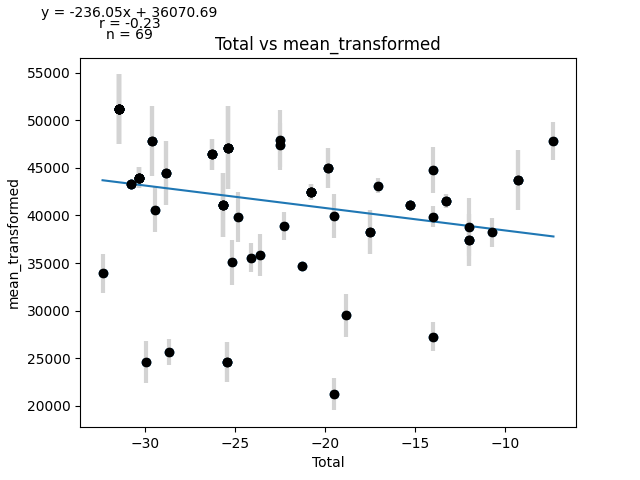 y = -236.05x + 36070.69
r = -0.23
n = 69
Total vs mean_transformed
55000
50000
45000
40000
35000
30000
25000
20000
mean_transformed
−30
−25
−20
−15
−10
Total